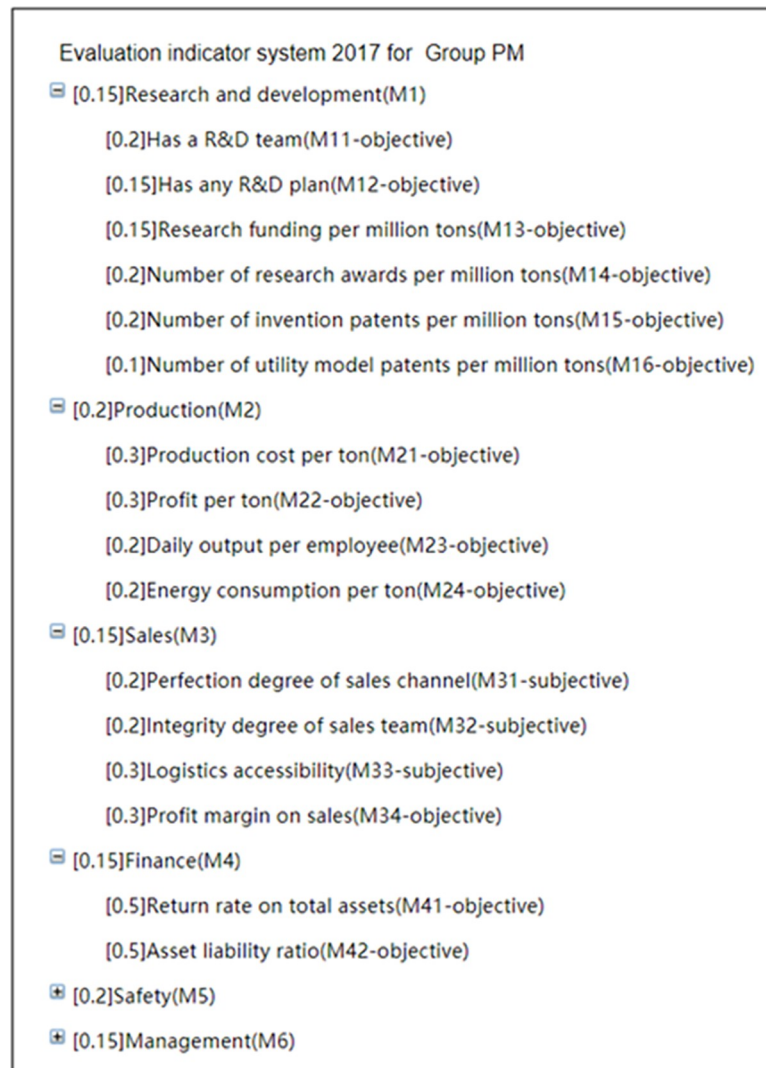 Evaluation indicator system 2017 for Group PM
[0.15]Research and development(M1)
[0.2]Has a R&D team(M11-objective)
[0.15]Has any R&D plan(M12-objective)
[0.15]Research funding per million tons(M13-objective)
[0.2]Number of research awards per million tons(M14-objective)
[0.2]Number of invention patents per million tons(M15-objective)
[0.1]Number of utility model patents per million tons(M16-objective)
[0.2]Production(M2)
[0.3]Production cost per ton(M21-objective)
[0.3]Profit per ton(M22-objective)
[0.2]Daily output per employee(M23-objective)
[0.2]Energy consumption per ton(M24-objective)
[0.15]Sales(M3)
[0.2]Perfection degree of sales channel(M31-subjective)
[0.2]Integrity degree of sales team(M32-subjective)
[0.3]Logistics accessibility(M33-subjective)
[0.3]Profit margin on sales(M34-objective)
[0.15]Finance(M4)
[0.5]Return rate on total assets(M41-objective)
[0.5]Asset liability ratio(M42-objective)
[0.2]Safety(M5)
[0.15]Management(M6)